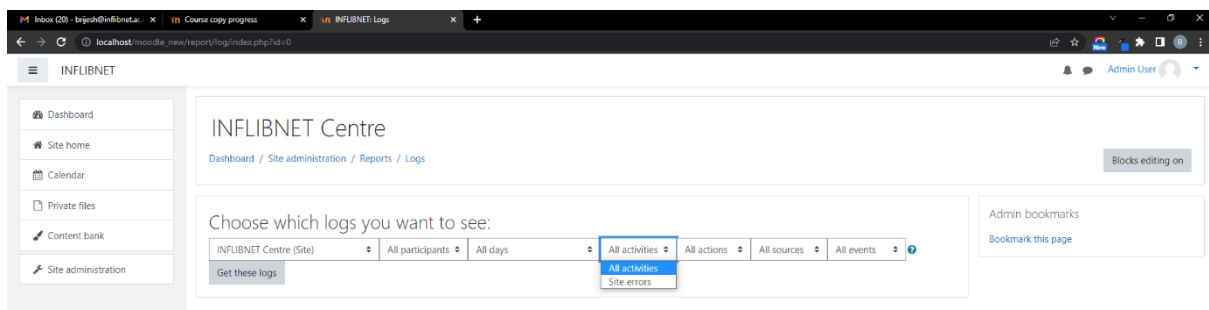 Inbox (20) - brijesh@inflibnet.ac. Course copy progress INFLIBNET: Logs
localhost/moodle_new/report/log/index.php?id=0 New B
INFLIBNET Admin User
Dashboard
Site home
Calendar
Private files
Content bank
Site administration
INFLIBNET Centre
Dashboard / Site administration / Reports / Logs
Blocks editing on
Choose which logs you want to see:
INFLIBNET Centre (Site) All participants All days All activities All actions All sources All events
All activities
Site errors
Get these logs
Admin bookmarks
Bookmark this page